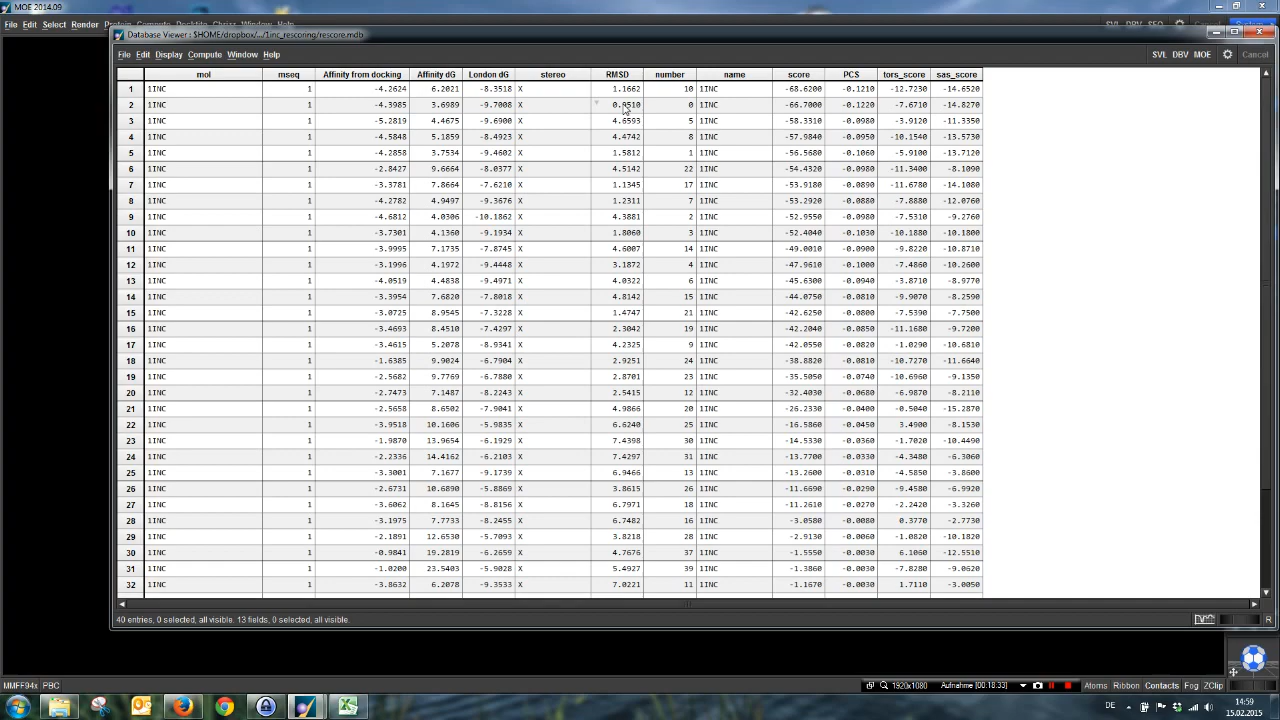 MOE 2014.09
File Edit Select Render Protein Compute Docktite Chrizz Window Help
SVL DBV SEQ Cancel System
Database Viewer : $HOME/dropbox/.../1inc_rescoring/rescore.mdb
File Edit Display Compute Window Help SVL DBV MOE Cancel
mol mseq Affinity from docking Affinity dG London dG stereo RMSD number name score PCS tors_score sas_score
1 1INC 1 -4.2624 6.2021 -8.3518 X 1.1662 10 1INC -68.6200 -0.1210 -12.7230 -14.6520
2 1INC 1 -4.3985 3.6989 -9.7008 X 0.9510 0 1INC -66.7000 -0.1220 -7.6710 -14.8270
3 1INC 1 -5.2819 4.4675 -9.6900 X 4.6593 5 1INC -58.3310 -0.0980 -3.9120 -11.3350
4 1INC 1 -4.5848 5.1859 -8.4923 X 4.4742 8 1INC -57.9840 -0.0950 -10.1540 -13.5730
5 1INC 1 -4.2858 3.7534 -9.4602 X 1.5812 1 1INC -56.5680 -0.1060 -5.9100 -13.7120
6 1INC 1 -2.8427 9.6664 -8.0377 X 4.5142 22 1INC -54.4320 -0.0950 -11.3400 -8.1090
7 1INC 1 -3.3781 7.8664 -7.6210 X 1.1345 17 1INC -53.9180 -0.0890 -11.6780 -14.1080
8 1INC 1 -4.2782 4.9497 -9.3676 X 1.2311 7 1INC -53.2920 -0.0880 -7.8880 -12.0760
9 1INC 1 -4.6812 4.0306 -10.1862 X 4.3881 2 1INC -52.9550 -0.0980 -7.5310 -9.2760
10 1INC 1 -3.7301 4.1360 -9.1934 X 1.8060 3 1INC -52.4040 -0.1030 -10.1880 -10.1800
11 1INC 1 -3.9995 7.1735 -7.8745 X 4.6007 14 1INC -49.0010 -0.0900 -9.8220 -10.8710
12 1INC 1 -3.1996 4.1972 -9.4448 X 3.1872 4 1INC -47.9610 -0.1000 -7.4860 -10.2600
13 1INC 1 -4.0519 4.4838 -9.4971 X 4.0322 6 1INC -45.6300 -0.0940 -3.8710 -8.9770
14 1INC 1 -3.3954 7.6820 -7.8018 X 4.8142 15 1INC -44.0750 -0.0810 -9.9070 -8.2590
15 1INC 1 -3.0725 8.9545 -7.3228 X 1.4747 21 1INC -42.6250 -0.0800 -7.5390 -7.7500
16 1INC 1 -3.4693 8.4510 -7.4297 X 2.3042 19 1INC -42.2040 -0.0850 -11.1680 -9.7200
17 1INC 1 -3.4615 5.2078 -8.9341 X 4.2325 9 1INC -42.0550 -0.0820 -1.0290 -10.6810
18 1INC 1 -1.6385 9.9024 -6.7904 X 2.9251 24 1INC -38.8820 -0.0810 -10.7270 -11.6640
19 1INC 1 -2.5682 9.7769 -6.7880 X 2.8701 23 1INC -35.5050 -0.0740 -10.6960 -9.1350
20 1INC 1 -2.7473 7.1487 -8.2243 X 2.5412 12 1INC -32.4030 -0.0680 -6.9870 -8.2110
21 1INC 1 -2.5658 8.6502 -7.9041 X 4.9866 20 1INC -26.2330 -0.0400 -0.5040 -15.2870
22 1INC 1 -3.9518 10.1606 -5.9835 X 6.6240 25 1INC -16.5860 -0.0450 3.4900 -8.1530
23 1INC 1 -1.9870 13.9654 -6.1929 X 7.4398 30 1INC -14.5330 -0.0360 -1.7020 -10.4490
24 1INC 1 -2.2336 14.4162 -6.2103 X 7.4297 31 1INC -13.7700 -0.0330 -4.3480 -6.3060
25 1INC 1 -3.3001 7.1677 -9.1739 X 6.9466 13 1INC -13.2600 -0.0310 -4.5850 -3.8600
26 1INC 1 -2.6731 10.6890 -5.8869 X 3.8615 26 1INC -11.6690 -0.0290 -9.4580 -6.9920
27 1INC 1 -3.6062 8.1645 -8.8156 X 6.7971 18 1INC -11.2610 -0.0270 -2.2420 -3.3260
28 1INC 1 -3.1975 7.7733 -8.2455 X 6.7482 16 1INC -3.0580 -0.0080 0.3770 -2.7730
29 1INC 1 -2.1891 12.6530 -5.7093 X 3.8218 28 1INC -2.9130 -0.0060 -1.0820 -10.1820
30 1INC 1 -0.9841 19.2819 -6.2659 X 4.7676 37 1INC -1.5550 -0.0030 6.1060 -12.5510
31 1INC 1 -1.0200 23.5403 -5.9028 X 5.4927 39 1INC -1.3860 -0.0030 -7.8280 -9.0620
32 1INC 1 -3.8632 6.2078 -9.3533 X 7.0221 11 1INC -1.1670 -0.0030 1.7110 -3.0050
40 entries, 0 selected, all visible. 13 fields, 0 selected, all visible. R
MMFF94x PBC 1920x1080 Aufnahme [00:18:33] Atoms Ribbon Contacts Fog ZClip
DE 14:59
15.02.2015